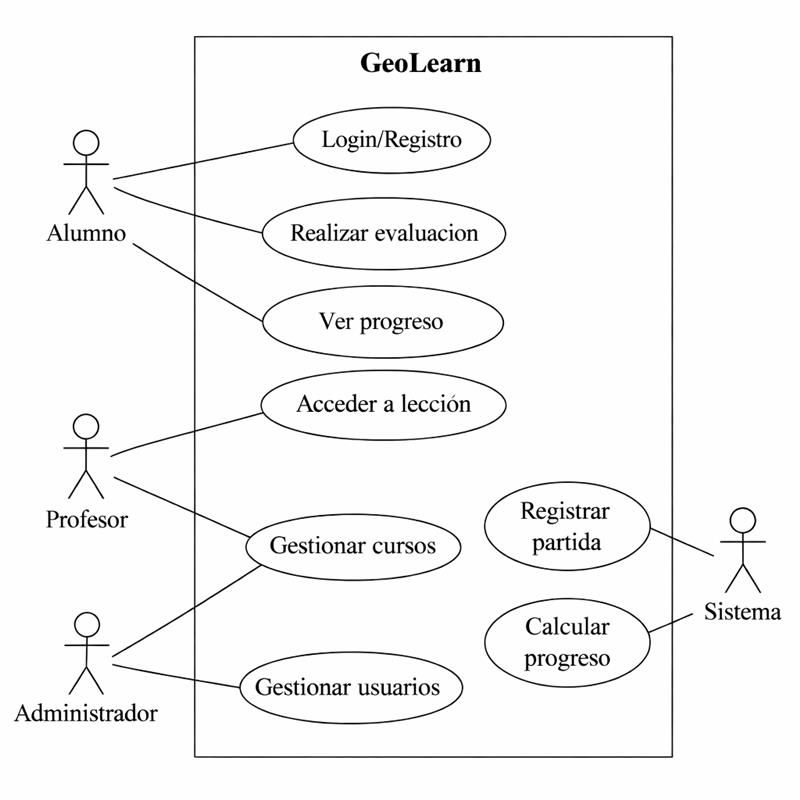 GeoLearn
Login/Registro
Alumno
Realizar evaluacion
Ver progreso
Acceder a lección
Profesor
Registrar
partida
Gestionar cursos
Sistema
Calcular
progreso
Gestionar usuarios
Administrador